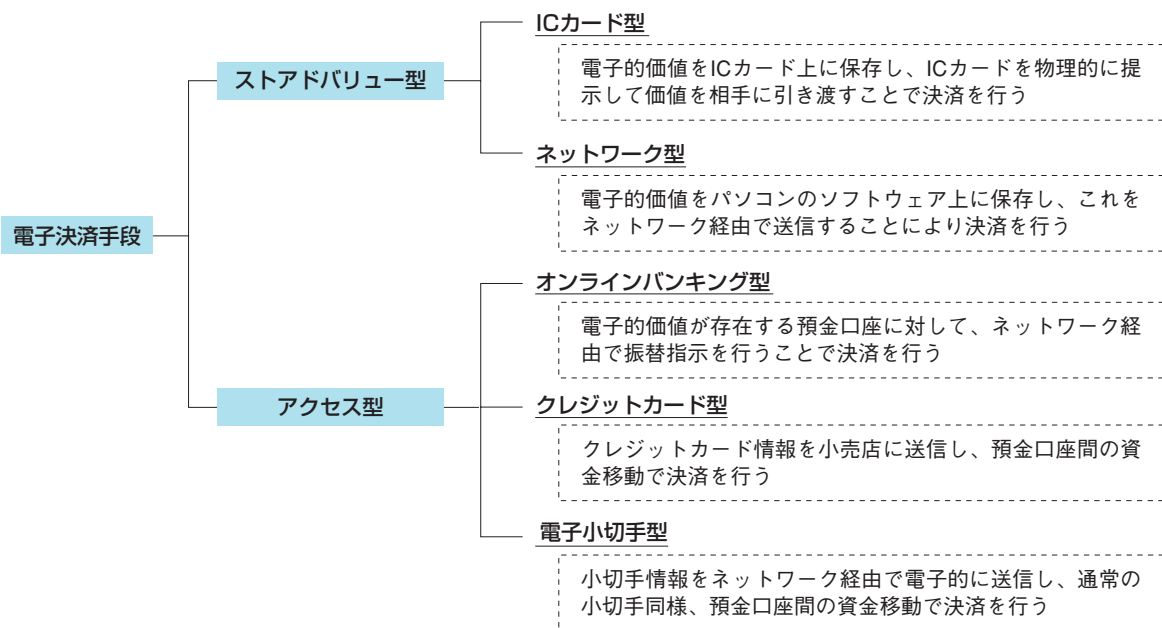 電子決済手段
ストアドバリュー型
ICカード型
電子的価値をICカード上に保存し、ICカードを物理的に提
示して価値を相手に引き渡すことで決済を行う
ネットワーク型
電子的価値をパソコンのソフトウェア上に保存し、これを
ネットワーク経由で送信することにより決済を行う
アクセス型
オンラインバンキング型
電子的価値が存在する預金口座に対して、ネットワーク経
由で振替指示を行うことで決済を行う
クレジットカード型
クレジットカード情報を小売店に送信し、預金口座間の資
金移動で決済を行う
電子小切手型
小切手情報をネットワーク経由で電子的に送信し、通常の
小切手同様、預金口座間の資金移動で決済を行う